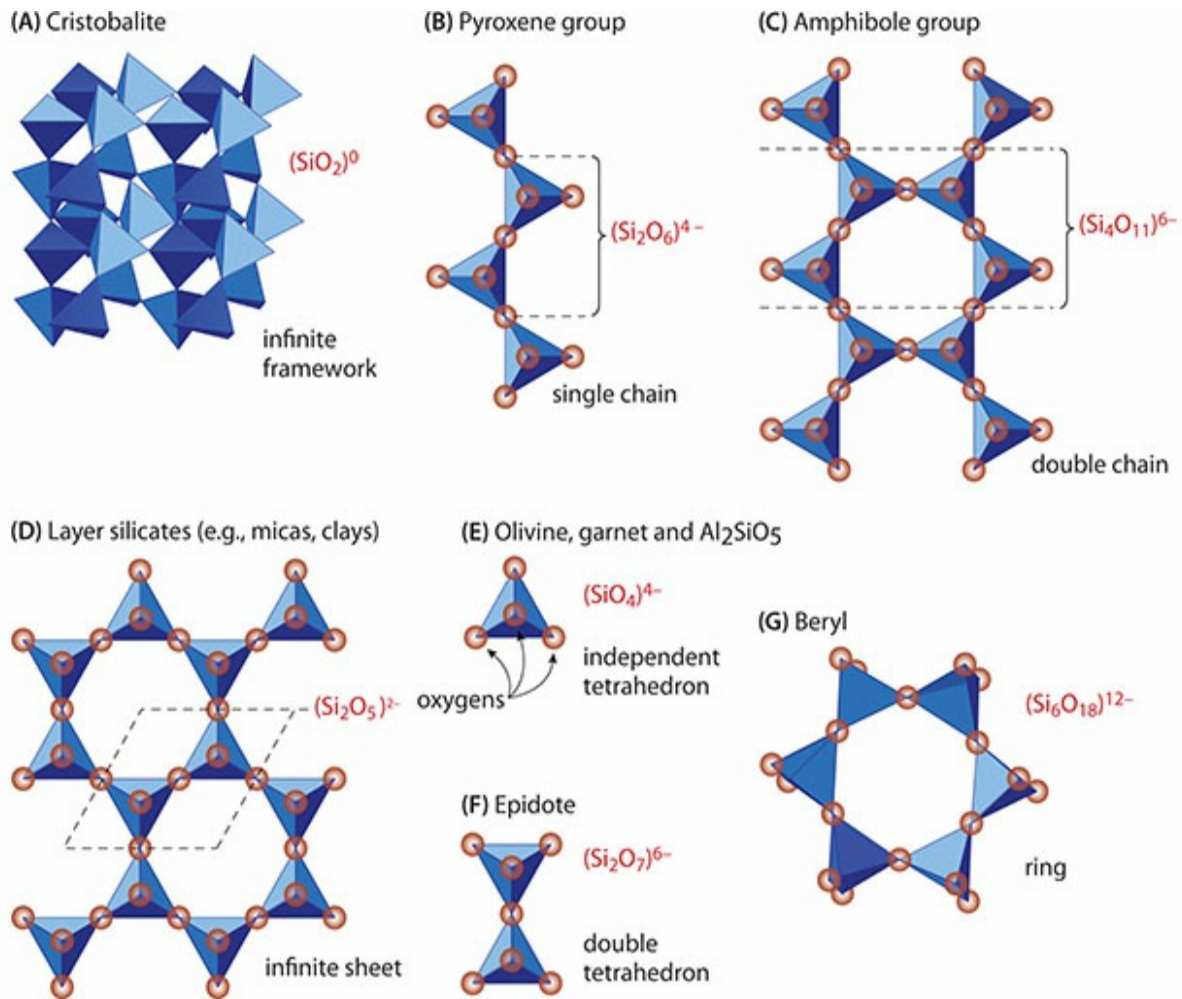 (A) Cristobalite
(SiO₂)⁰
infinite
framework
(B) Pyroxene group
(Si₂O₆)⁴⁻
single chain
(C) Amphibole group
(Si₄O₁₁)⁶⁻
double chain
(D) Layer silicates (e.g., micas, clays)
(Si₂O₅)²⁻
infinite sheet
(E) Olivine, garnet and Al₂SiO₅
(SiO₄)⁴⁻
independent
tetrahedron
oxygens
(F) Epidote
(Si₂O₇)⁶⁻
double
tetrahedron
(G) Beryl
(Si₆O₁₈)¹²⁻
ring